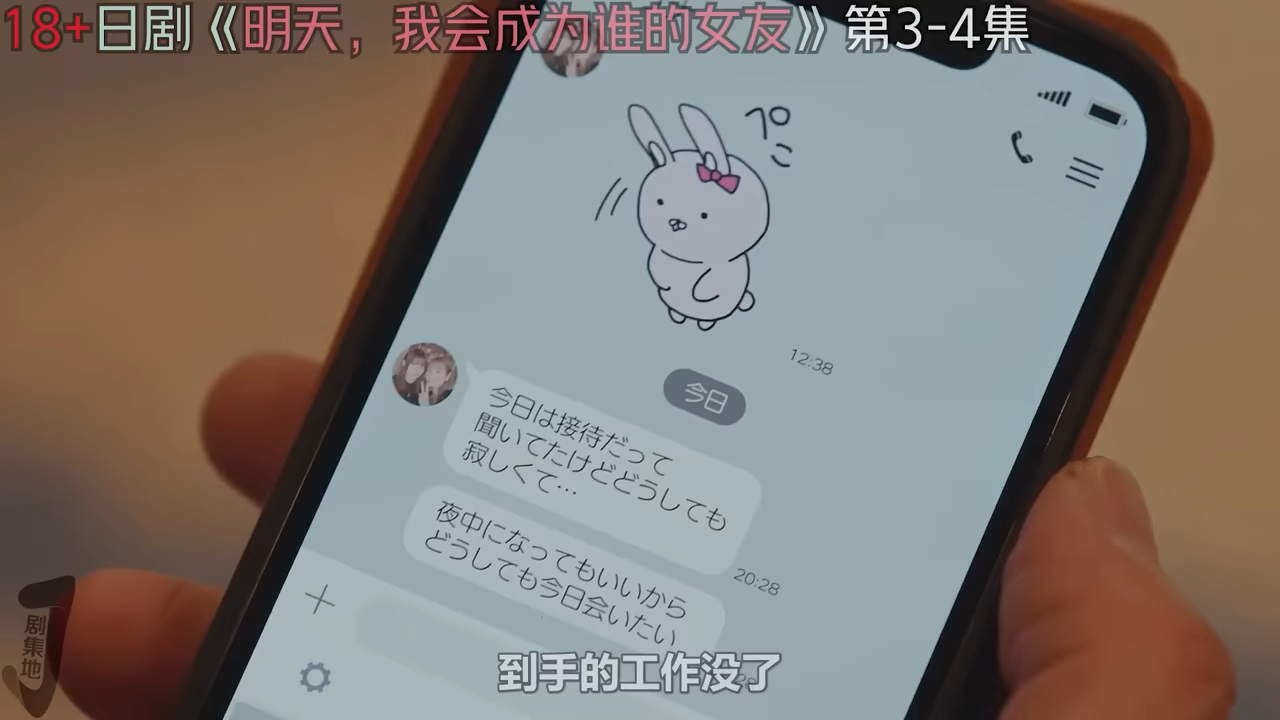 18+日剧《明天，我会成为谁的女友》第3-4集
ぺこ
12:38
今日
今日は接待だって
聞いてたけどどうしても
寂しくて…
20:28
夜中になってもいいから
どうしても今日会いたい
到手的工作没了
剧集地